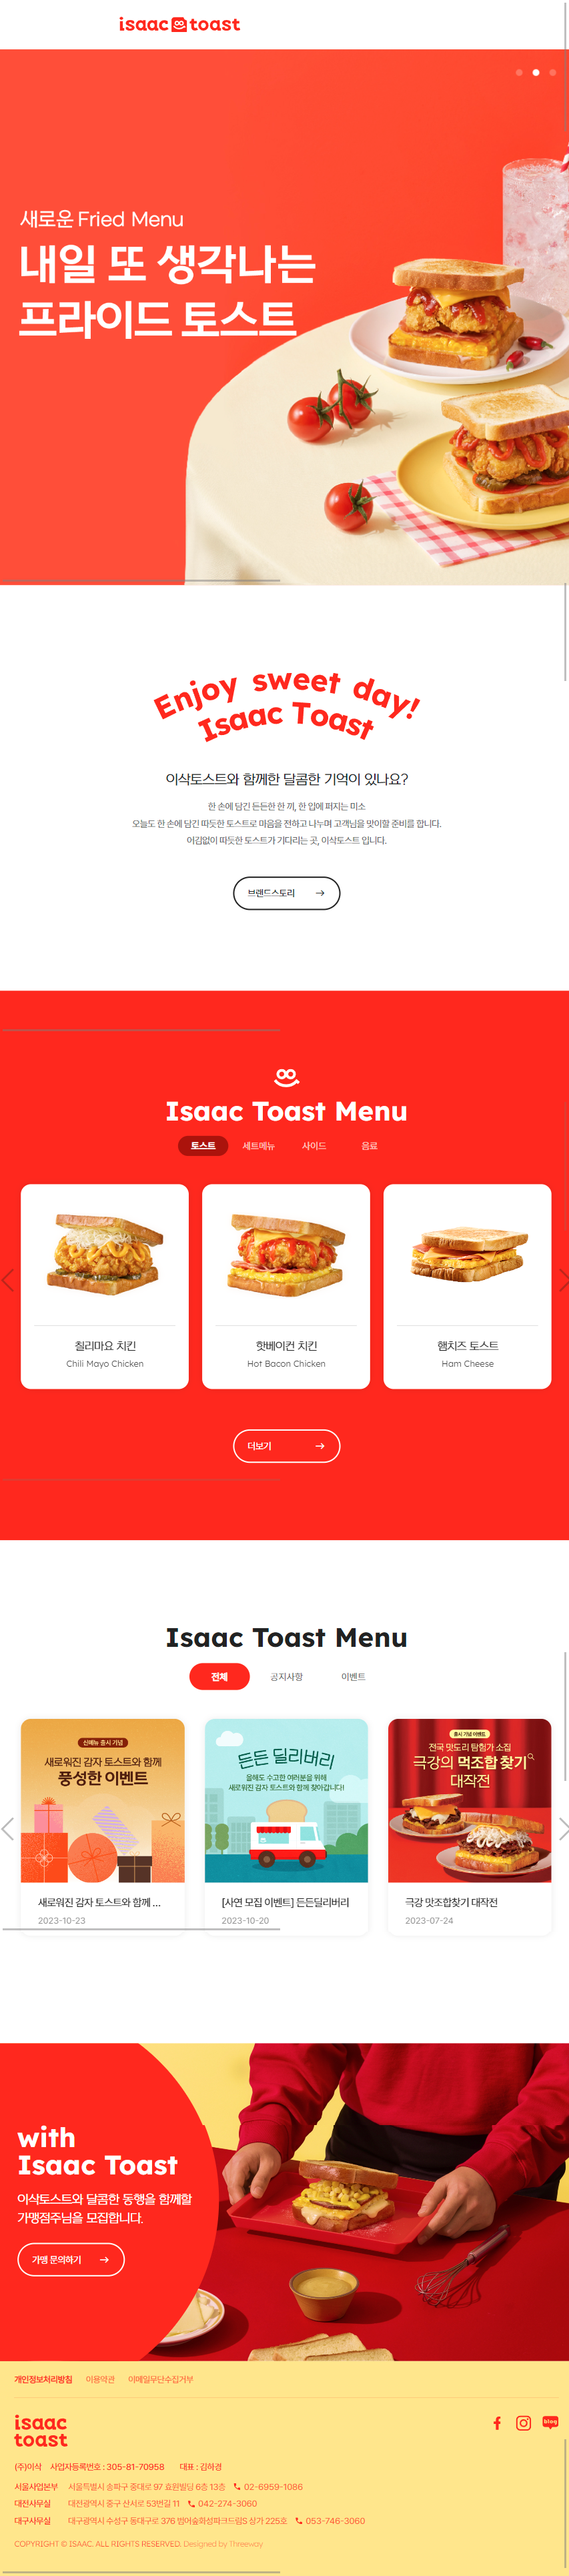 isaac toast
새로운 Fried Menu
내일 또 생각나는
프라이드 토스트
Enjoy sweet day!
Isaac Toast
이삭토스트와 함께한 달콤한 기억이 있나요?
한 손에 담긴 든든한 한 끼, 한 입에 퍼지는 미소
오늘도 한 손에 담긴 따듯한 토스트로 마음을 전하고 나누며 고객님을 맞이할 준비를 합니다.
어김없이 따듯한 토스트가 기다리는 곳, 이삭토스트 입니다.
브랜드스토리
Isaac Toast Menu
토스트 세트메뉴 사이드 음료
칠리마요 치킨 핫베이컨 치킨 햄치즈 토스트
Chili Mayo Chicken Hot Bacon Chicken Ham Cheese
더보기
Isaac Toast Menu
전체 공지사항 이벤트
신메뉴 출시 기념
새로워진 감자 토스트와 함께
풍성한 이벤트
든든 딜리버리
올해도 수고한 여러분을 위해
새로워진 감자 토스트와 함께 찾아갑니다!
출시 기념 이벤트
전국 맛도리 탐험가 소집
극강의 먹조합 찾기
대작전
새로워진 감자 토스트와 함께 ...
2023-10-23
[사연 모집 이벤트] 든든딜리버리
2023-10-20
극강 맛조합찾기 대작전
2023-07-24
with
Isaac Toast
이삭토스트와 달콤한 동행을 함께할
가맹점주님을 모집합니다.
가맹 문의하기
개인정보처리방침 이용약관 이메일무단수집거부
isaac
toast
blog
(주)이삭 사업자등록번호 : 305-81-70958 대표 : 김하경
서울사업본부 서울특별시 송파구 중대로 97 효원빌딩 6층 13층 02-6959-1086
대전사무실 대전광역시 중구 산서로 53번길 11 042-274-3060
대구사무실 대구광역시 수성구 동대구로 376 범어숲화성파크드림S 상가 225호 053-746-3060
COPYRIGHT © ISAAC. ALL RIGHTS RESERVED. Designed by Threeway